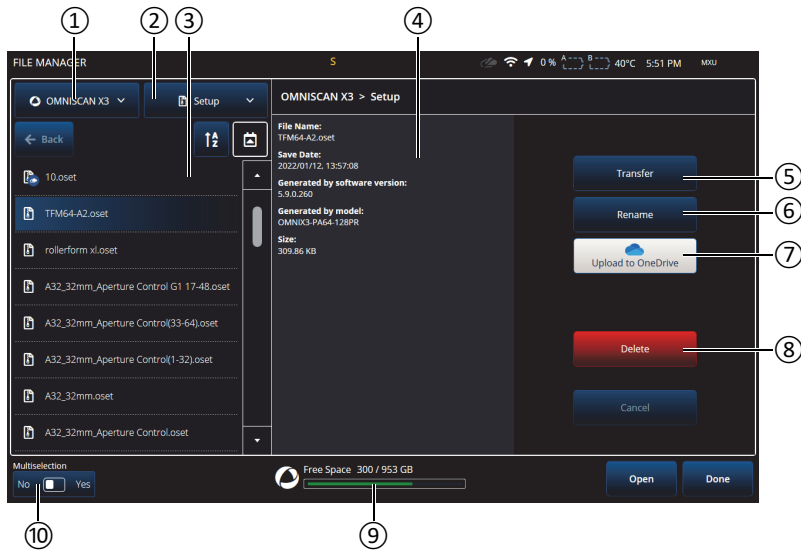 ① ② ③ ④
FILE MANAGER S 0 % A B 40°C 5:51 PM MXU
OMNISCAN X3 Setup OMNISCAN X3 > Setup
Back
File Name:
TFM64-A2.oset
Save Date:
2022/01/12, 13:57:08
Generated by software version:
5.9.0.260
Generated by model:
OMNIX3-PA64-128PR
Size:
309.86 KB
10.oset
TFM64-A2.oset
rollerform xl.oset
A32_32mm_Aperture Control G1 17-48.oset
A32_32mm_Aperture Control(33-64).oset
A32_32mm_Aperture Control(1-32).oset
A32_32mm.oset
A32_32mm_Aperture Control.oset
Transfer ⑤
Rename ⑥
Upload to OneDrive ⑦
Delete ⑧
Cancel
Multiselection
No Yes
Free Space 300 / 953 GB
Open Done
⑩ ⑨